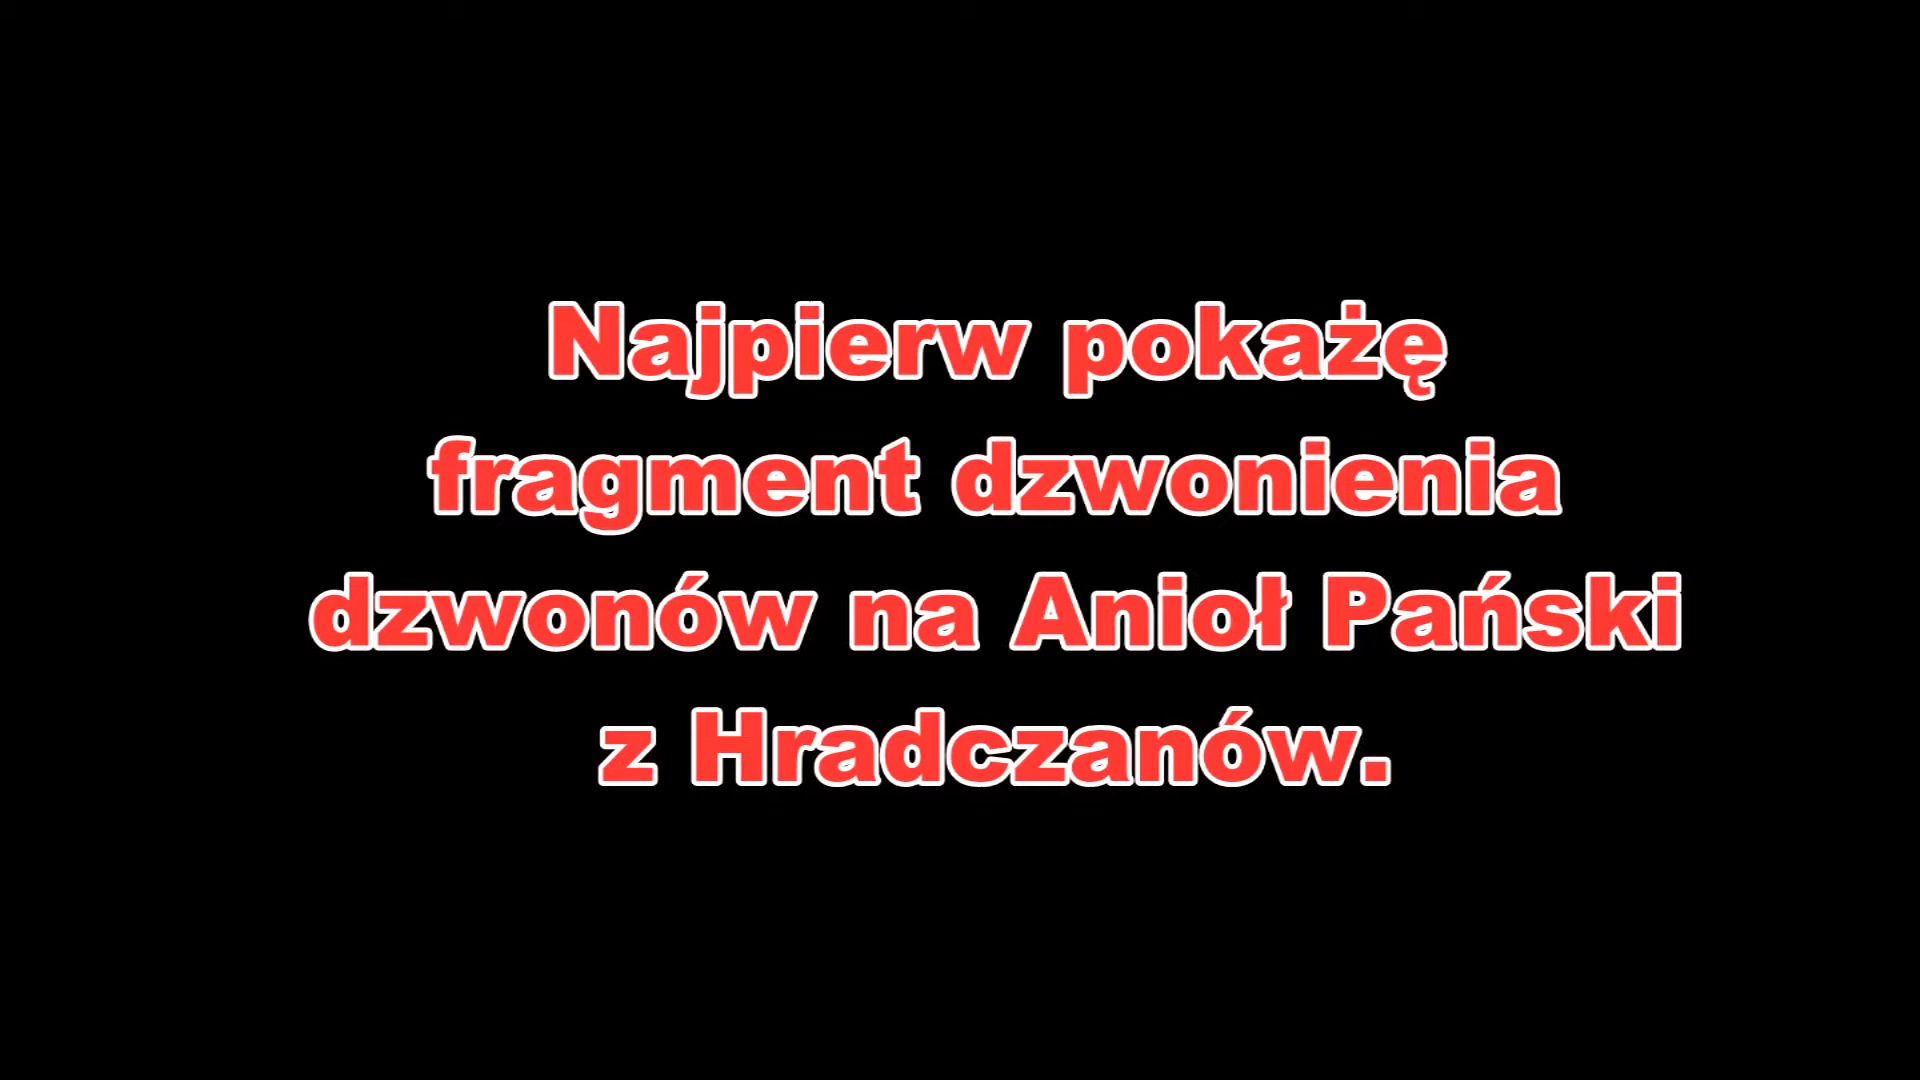 Najpierw pokażę
fragment dzwonienia
dzwonów na Anioł Pański
z Hradczanów.